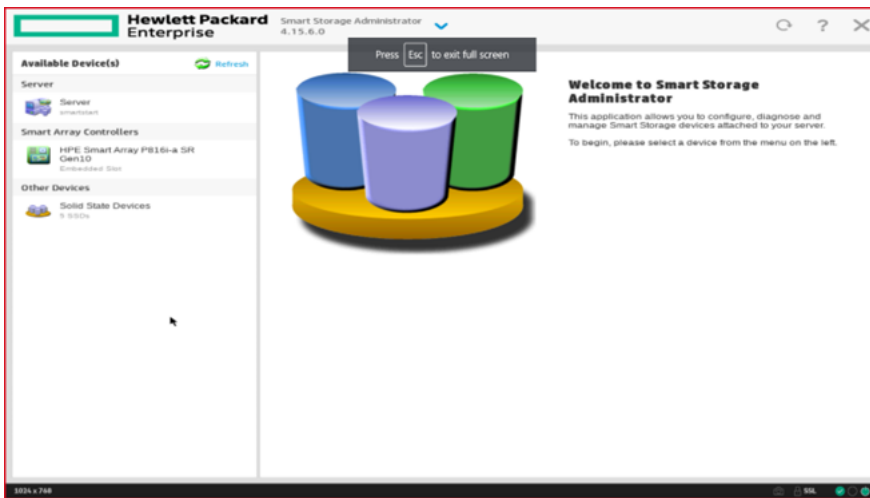 Hewlett Packard
Enterprise
Smart Storage Administrator
4.15.6.0
Press Esc to exit full screen
Available Device(s)
Refresh
Server
Server
smartstart
Smart Array Controllers
HPE Smart Array P816i-a SR
Gen10
Embedded Slot
Other Devices
Solid State Devices
9 SSDs
Welcome to Smart Storage
Administrator
This application allows you to configure, diagnose and
manage Smart Storage devices attached to your server.
To begin, please select a device from the menu on the left.
1024 x 768
SSL